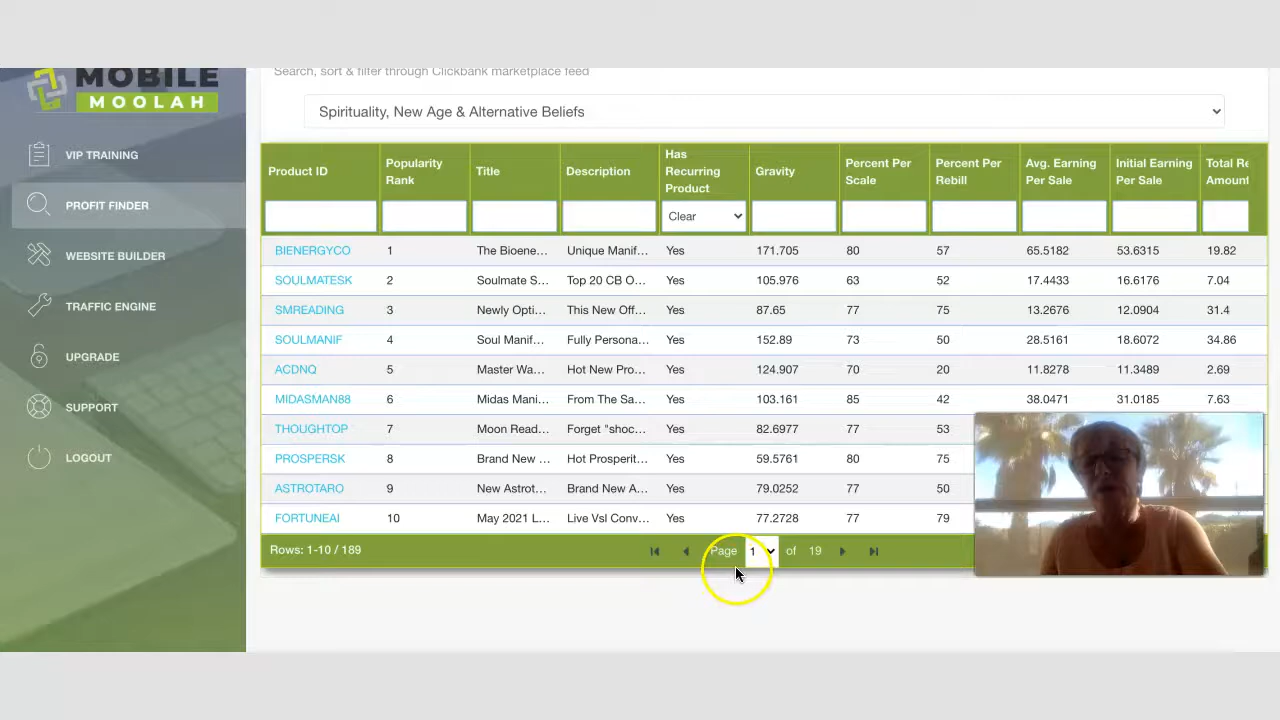 MOBILE
MOOLAH
VIP TRAINING
PROFIT FINDER
WEBSITE BUILDER
TRAFFIC ENGINE
UPGRADE
SUPPORT
LOGOUT
Search, sort & filter through Clickbank marketplace feed
Spirituality, New Age & Alternative Beliefs
Product ID Popularity Rank Title Description Has Recurring Product Gravity Percent Per Scale Percent Per Rebill Avg. Earning Per Sale Initial Earning Per Sale Total Re Amount
Clear
BIENERGYCO 1 The Bioene... Unique Manif... Yes 171.705 80 57 65.5182 53.6315 19.82
SOULMATESK 2 Soulmate S... Top 20 CB O... Yes 105.976 63 52 17.4433 16.6176 7.04
SMREADING 3 Newly Opti... This New Off... Yes 87.65 77 75 13.2676 12.0904 31.4
SOULMANIF 4 Soul Manif... Fully Persona... Yes 152.89 73 50 28.5161 18.6072 34.86
ACDNQ 5 Master Wa... Hot New Pro... Yes 124.907 70 20 11.8278 11.3489 2.69
MIDASMAN88 6 Midas Mani... From The Sa... Yes 103.161 85 42 38.0471 31.0185 7.63
THOUGHTOP 7 Moon Read... Forget "shoc... Yes 82.6977 77 53
PROSPERSK 8 Brand New ... Hot Prosperit... Yes 59.5761 80 75
ASTROTARO 9 New Astrot... Brand New A... Yes 79.0252 77 50
FORTUNEAI 10 May 2021 L... Live Vsl Conv... Yes 77.2728 77 79
Rows: 1-10 / 189 Page 1 of 19